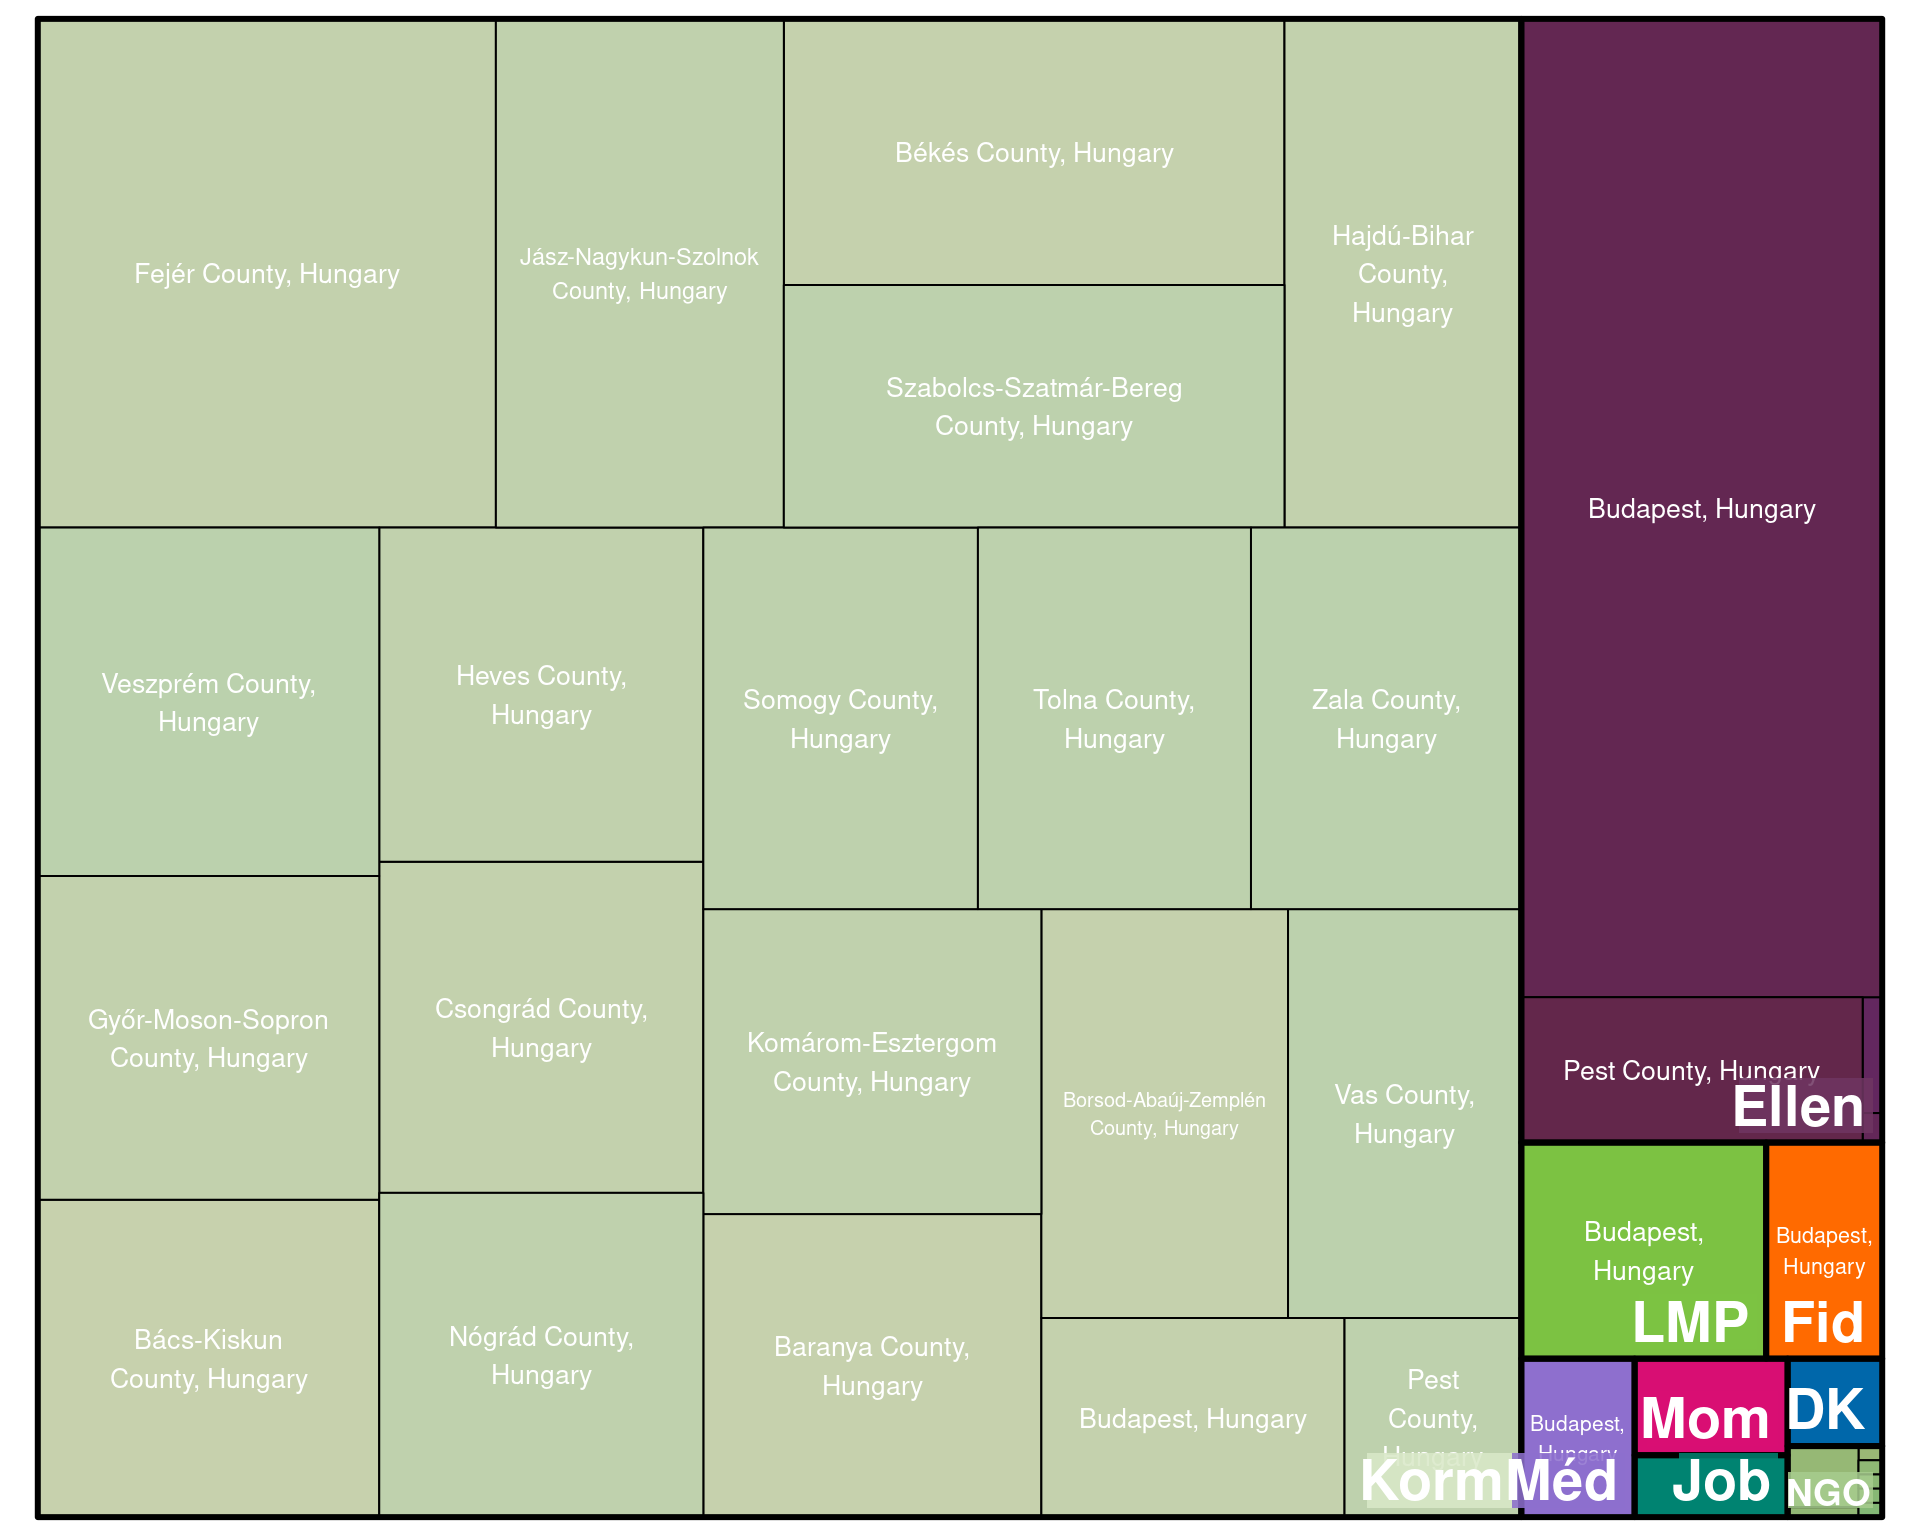 Fejér County, Hungary
Jász-Nagykun-Szolnok
County, Hungary
Békés County, Hungary
Szabolcs-Szatmár-Bereg
County, Hungary
Hajdú-Bihar
County,
Hungary
Veszprém County,
Hungary
Heves County,
Hungary
Somogy County,
Hungary
Tolna County,
Hungary
Zala County,
Hungary
Győr-Moson-Sopron
County, Hungary
Csongrád County,
Hungary
Komárom-Esztergom
County, Hungary
Borsod-Abaúj-Zemplén
County, Hungary
Vas County,
Hungary
Bács-Kiskun
County, Hungary
Nógrád County,
Hungary
Baranya County,
Hungary
Budapest, Hungary
Pest
County,
Hungary
Korm
Budapest, Hungary
Pest County, Hungary
Ellen
Budapest,
Hungary
LMP
Budapest,
Hungary
Fid
Budapest,
Hungary
Méd
Mom
Job
DK
NGO